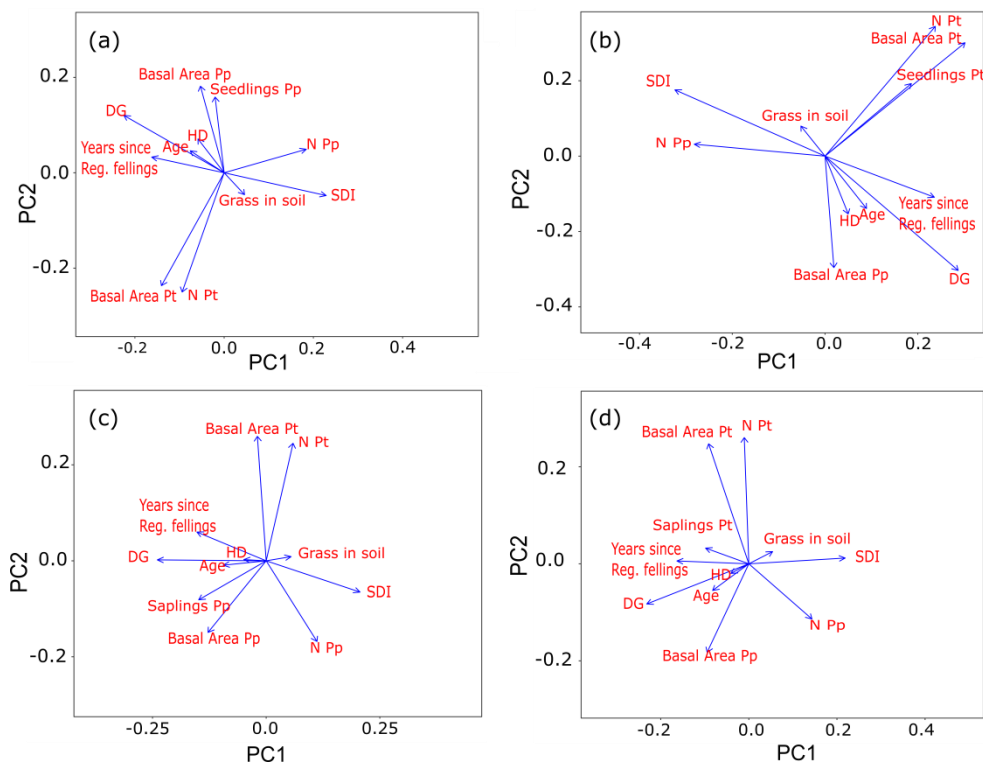 (a)
Basal Area Pp
Seedlings Pp
DG
HD
Years since
Age
Reg. fellings
N Pp
Grass in soil
SDI
Basal Area Pt
N Pt
0.2
0.0
-0.2
PC2
-0.2
0.0
0.2
0.4
PC1
(b)
N Pt
Basal Area Pt
SDI
Seedlings Pt
Grass in soil
N Pp
Years since
HD
Age
Reg. fellings
Basal Area Pp
DG
0.2
0.0
-0.2
-0.4
PC2
-0.4
-0.2
0.0
0.2
PC1
(c)
Basal Area Pt
N Pt
Years since
Reg. fellings
DG
HD
Grass in soil
Age
Saplings Pp
SDI
Basal Area Pp
N Pp
0.2
0.0
-0.2
PC2
-0.25
0.0
0.25
PC1
(d)
Basal Area Pt
N Pt
Saplings Pt
Grass in soil
Years since
Reg. fellings
SDI
HD
Age
DG
N Pp
Basal Area Pp
0.2
0.0
-0.2
PC2
-0.2
0.0
0.2
0.4
PC1